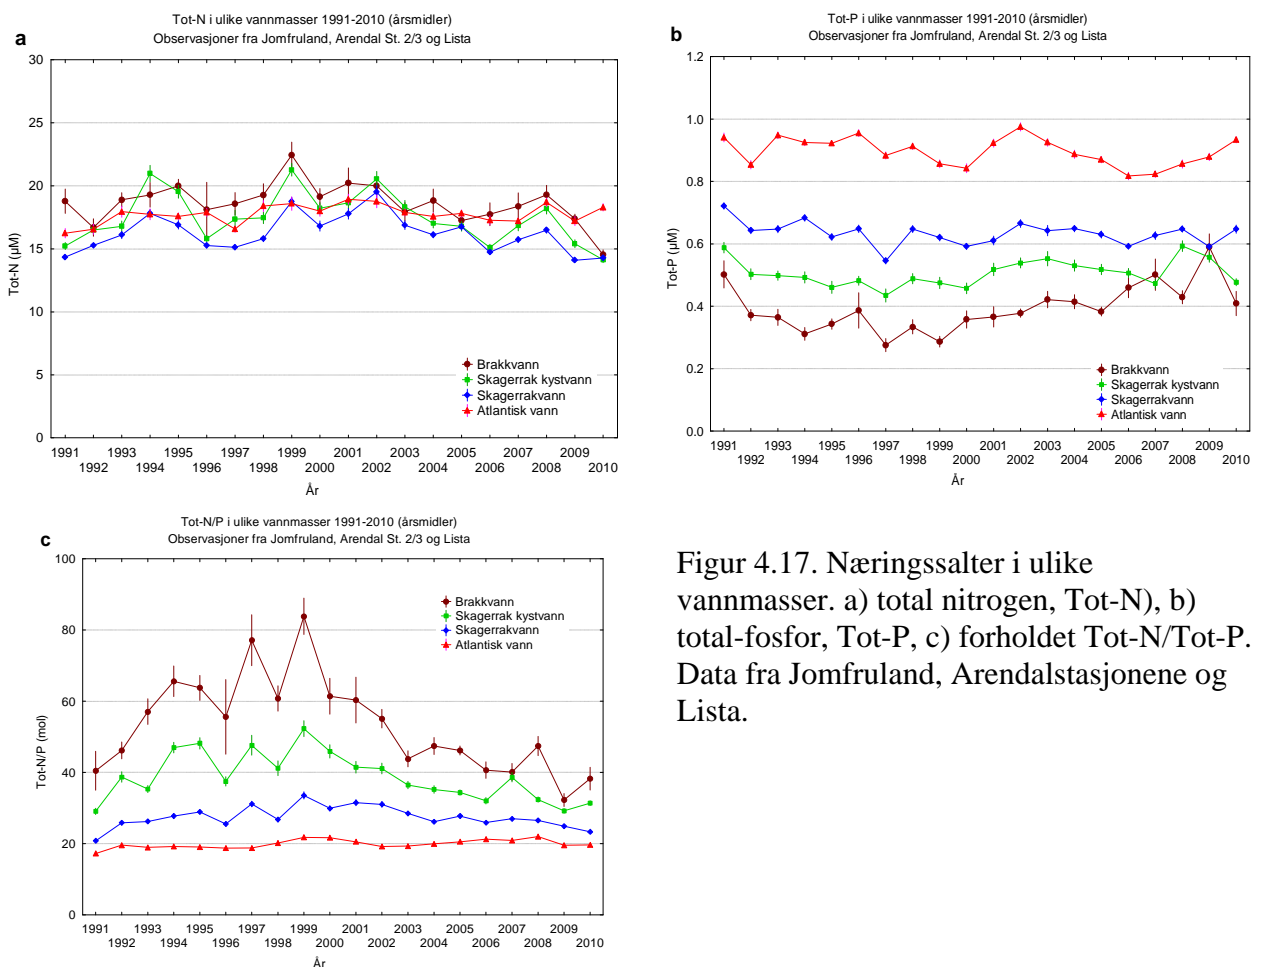 a
Tot-N i ulike vannmasser 1991-2010 (årsmidler)
Observasjoner fra Jomfruland, Arendal St. 2/3 og Lista
30
25
20
15
10
5
0
Tot-N (µM)
Brakkvann
Skagerrak kystvann
Skagerrakvann
Atlantisk vann
1991 1993 1995 1997 1999 2001 2003 2005 2007 2009
1992 1994 1996 1998 2000 2002 2004 2006 2008 2010
År
b
Tot-P i ulike vannmasser 1991-2010 (årsmidler)
Observasjoner fra Jomfruland, Arendal St. 2/3 og Lista
1.2
1.0
0.8
0.6
0.4
0.2
0.0
Tot-P (µM)
Brakkvann
Skagerrak kystvann
Skagerrakvann
Atlantisk vann
1991 1993 1995 1997 1999 2001 2003 2005 2007 2009
1992 1994 1996 1998 2000 2002 2004 2006 2008 2010
År
c
Tot-N/P i ulike vannmasser 1991-2010 (årsmidler)
Observasjoner fra Jomfruland, Arendal St. 2/3 og Lista
100
80
60
40
20
0
Tot-N/P (mol)
Brakkvann
Skagerrak kystvann
Skagerrakvann
Atlantisk vann
1991 1993 1995 1997 1999 2001 2003 2005 2007 2009
1992 1994 1996 1998 2000 2002 2004 2006 2008 2010
År
Figur 4.17. Næringssalter i ulike
vannmasser. a) total nitrogen, Tot-N), b)
total-fosfor, Tot-P, c) forholdet Tot-N/Tot-P.
Data fra Jomfruland, Arendalstasjonene og
Lista.